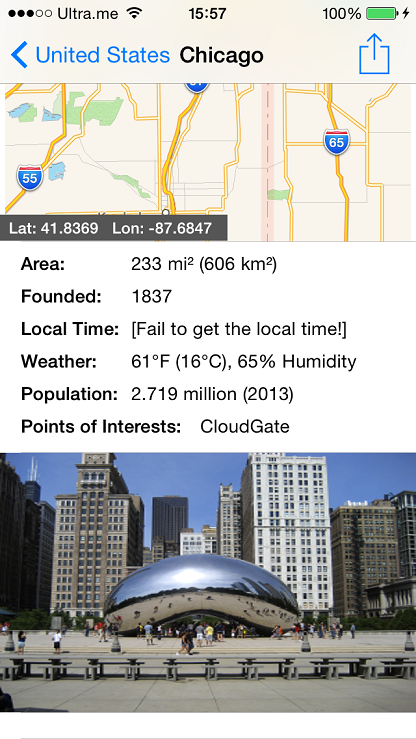 Ultra.me 15:57 100%
United States Chicago
55
65
Lat: 41.8369 Lon: -87.6847
Area: 233 mi² (606 km²)
Founded: 1837
Local Time: [Fail to get the local time!]
Weather: 61°F (16°C), 65% Humidity
Population: 2.719 million (2013)
Points of Interests: CloudGate